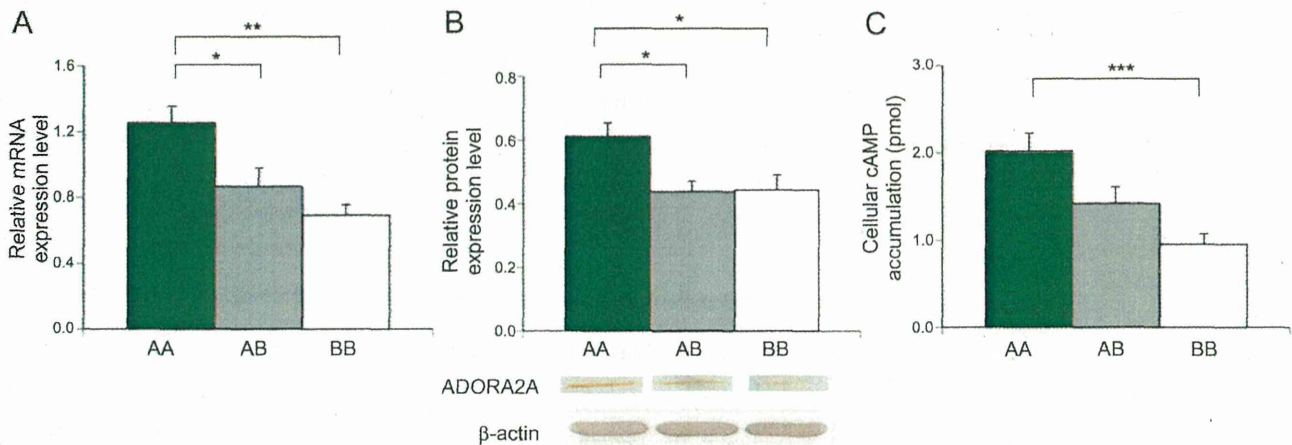 A
**
*
1.6
1.2
0.8
0.4
0.0
Relative mRNA
expression level
AA AB BB
B
*
*
0.8
0.6
0.4
0.2
0.0
Relative protein
expression level
AA AB BB
ADORA2A
β-actin
C
***
3.0
2.0
1.0
0.0
Cellular cAMP
accumulation (pmol)
AA AB BB